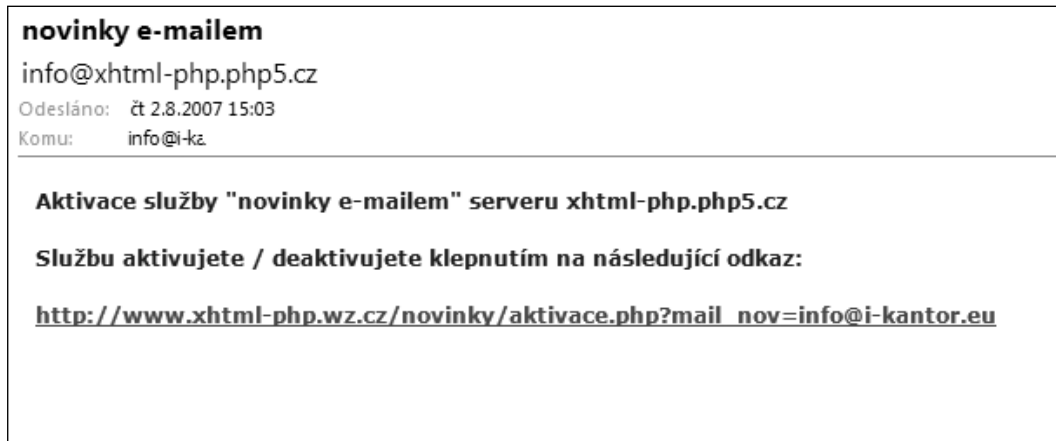 novinky e-mailem
info@xhtml-php.php5.cz
Odesláno: čt 2.8.2007 15:03
Komu: info@i-ka
Aktivace služby "novinky e-mailem" serveru xhtml-php.php5.cz
Službu aktivujete / deaktivujete klepnutím na následující odkaz:
http://www.xhtml-php.wz.cz/novinky/aktivace.php?mail_nov=info@i-kantor.eu